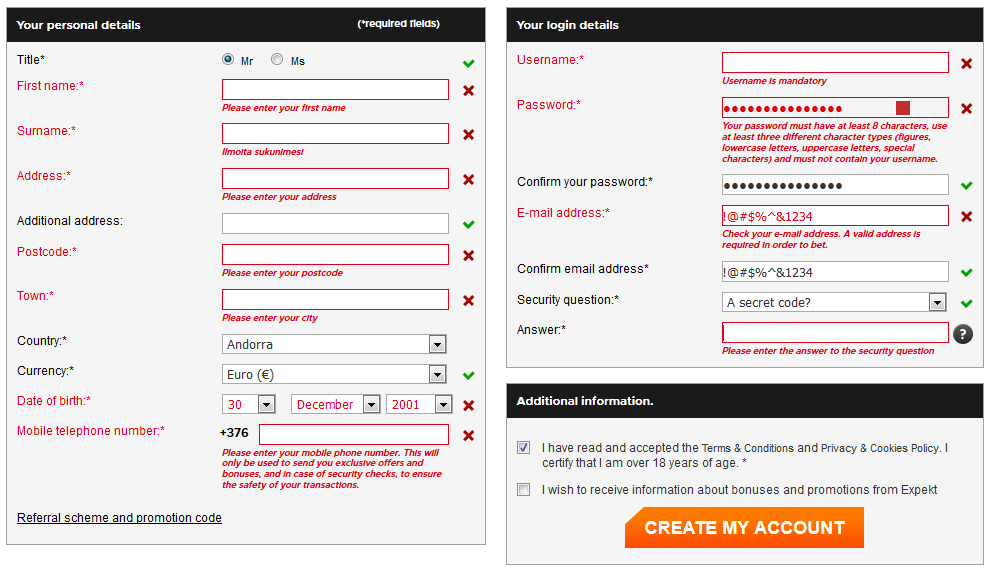 Your personal details
(*required fields)
Title*
Mr
Ms
First name:*
Please enter your first name
Surname:*
Ilmoita sukunimesi
Address:*
Please enter your address
Additional address:
Postcode:*
Please enter your postcode
Town:*
Please enter your city
Country:*
Andorra
Currency:*
Euro (€)
Date of birth:*
30
December
2001
Mobile telephone number:*
+376
Please enter your mobile phone number. This will
only be used to send you exclusive offers and
bonuses, and in case of security checks, to ensure
the safety of your transactions.
Referral scheme and promotion code
Your login details
Username:*
Username is mandatory
Password:*
●●●●●●●●●●●●●●●
Your password must have at least 8 characters, use
at least three different character types (figures,
lowercase letters, uppercase letters, special
characters) and must not contain your username.
Confirm your password:*
●●●●●●●●●●●●●●●
E-mail address:*
!@#$%^&1234
Check your e-mail address. A valid address is
required in order to bet.
Confirm email address*
!@#$%^&1234
Security question:*
A secret code?
Answer:*
?
Please enter the answer to the security question
Additional information.
I have read and accepted the Terms & Conditions and Privacy & Cookies Policy. I
certify that I am over 18 years of age. *
I wish to receive information about bonuses and promotions from Expekt
CREATE MY ACCOUNT